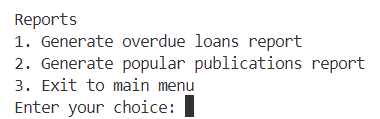 Reports
1. Generate overdue loans report
2. Generate popular publications report
3. Exit to main menu
Enter your choice: